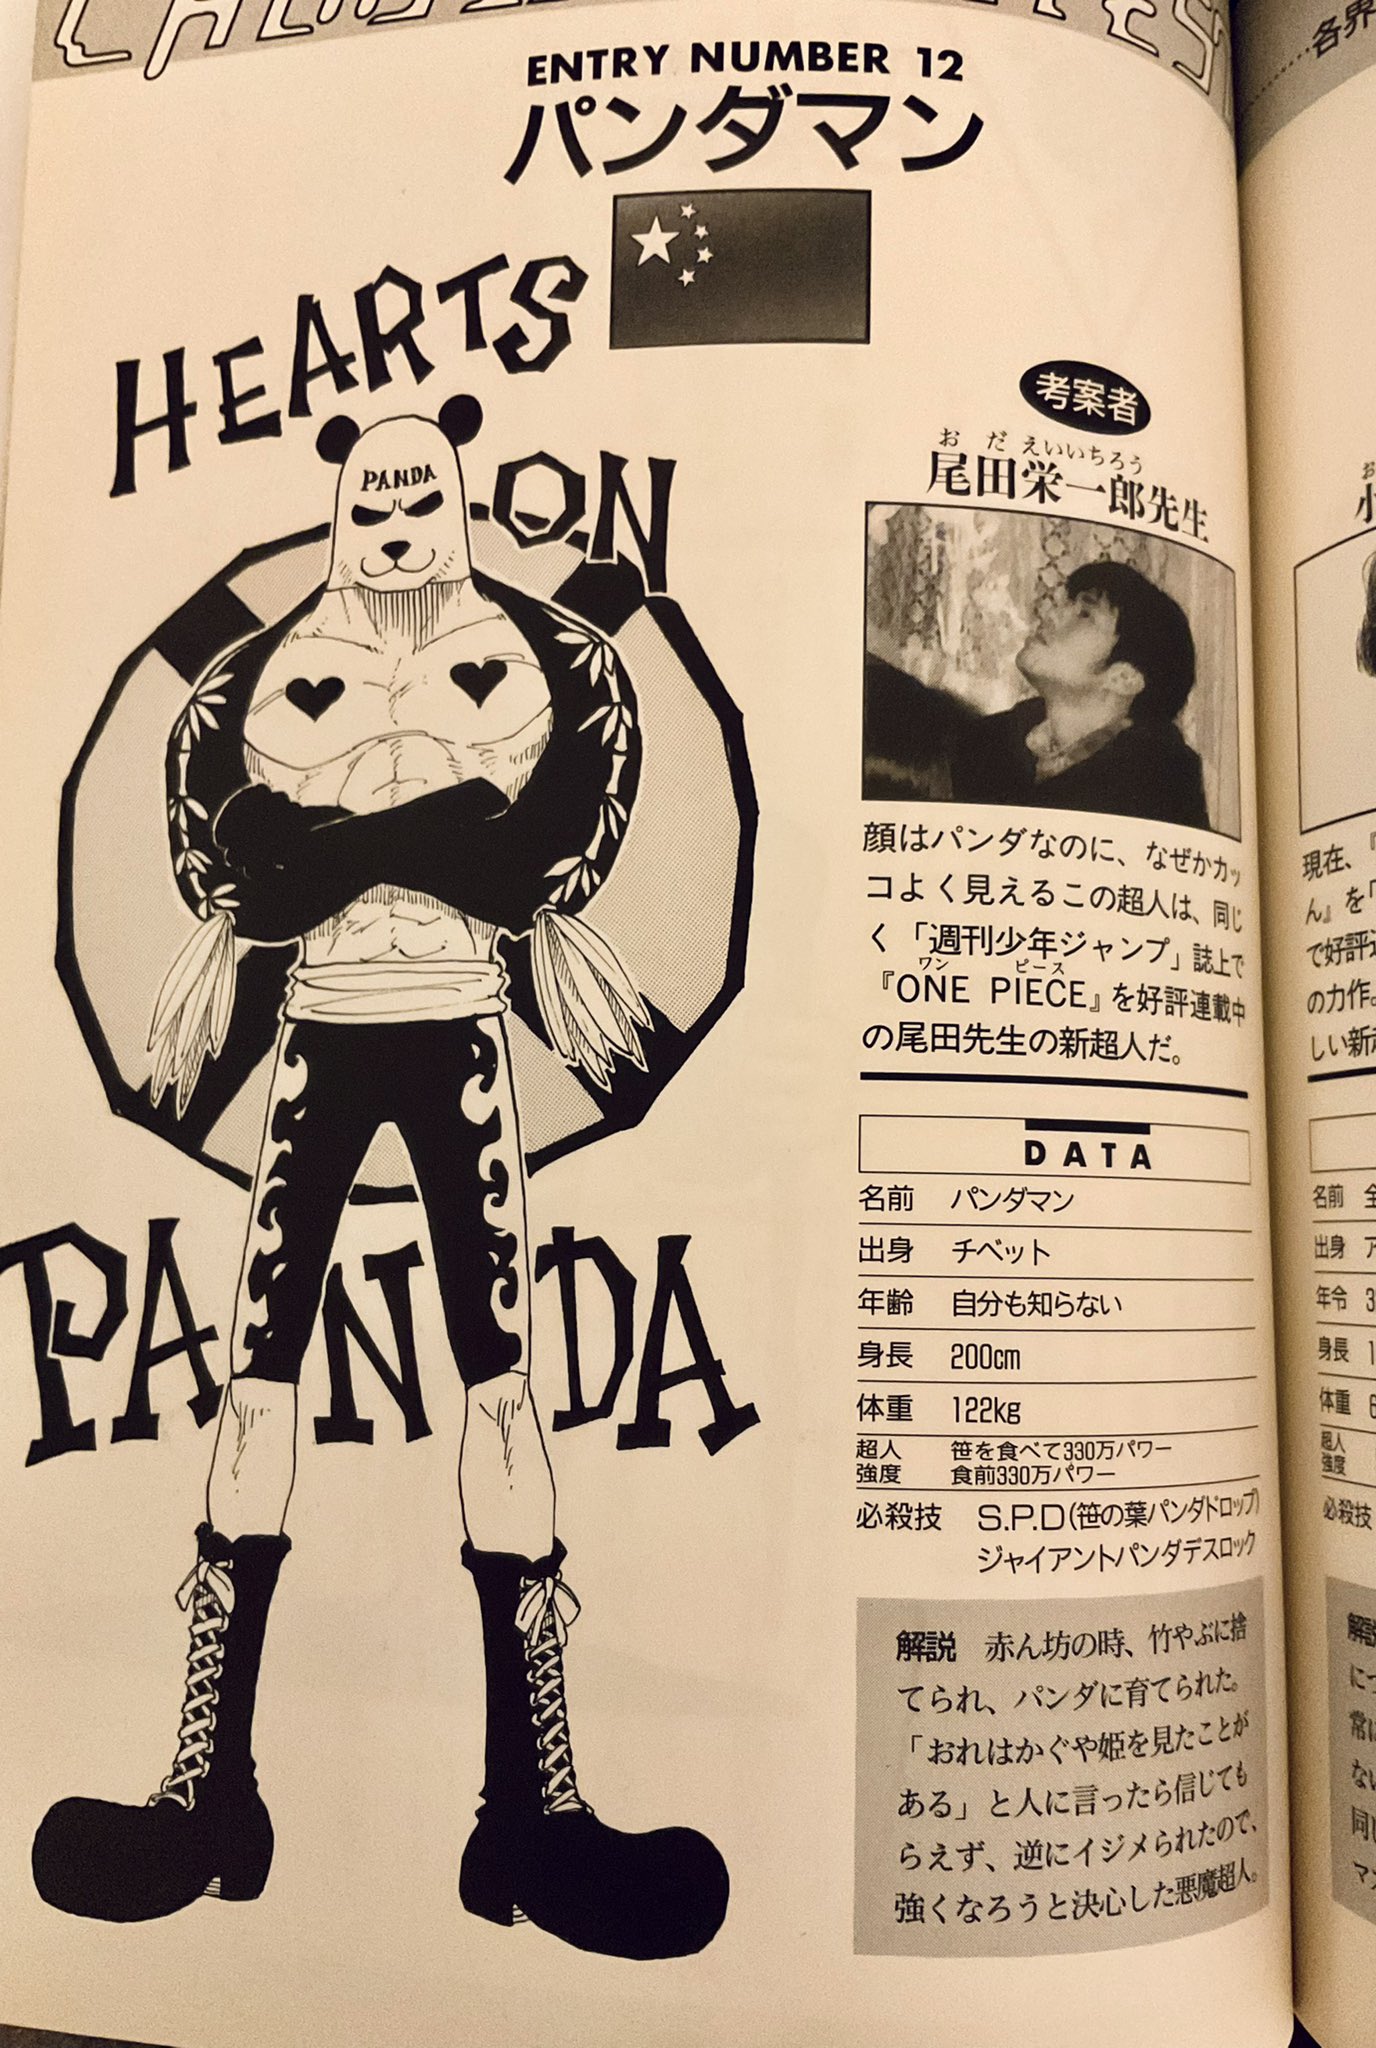 ENTRY NUMBER 12
パンダマン
HEARTS
ON
PANDA
PANDA
考案者
おだえいいちろう
尾田栄一郎先生
顔はパンダなのに、なぜかカッ
コよく見えるこの超人は、同じ
く「週刊少年ジャンプ」誌上で
ワン ピース
『ONE PIECE』を好評連載中
の尾田先生の新超人だ。
DATA
名前 パンダマン
出身 チベット
年齢 自分も知らない
身長 200cm
体重 122kg
超人 笹を食べて330万パワー
強度 食前330万パワー
必殺技 S.P.D(笹の葉パンダドロップ)
ジャイアントパンダデスロック
解説 赤ん坊の時、竹やぶに捨
てられ、パンダに育てられた。
「おれはかぐや姫を見たことが
ある」と人に言ったら信じても
らえず、逆にイジメられたので、
強くなろうと決心した悪魔超人。
各界
現在、『
ん』を「
で好評連
の力作。
しい新超
名前
出身
年令
身長
体重
超人
強度
必殺技
解説